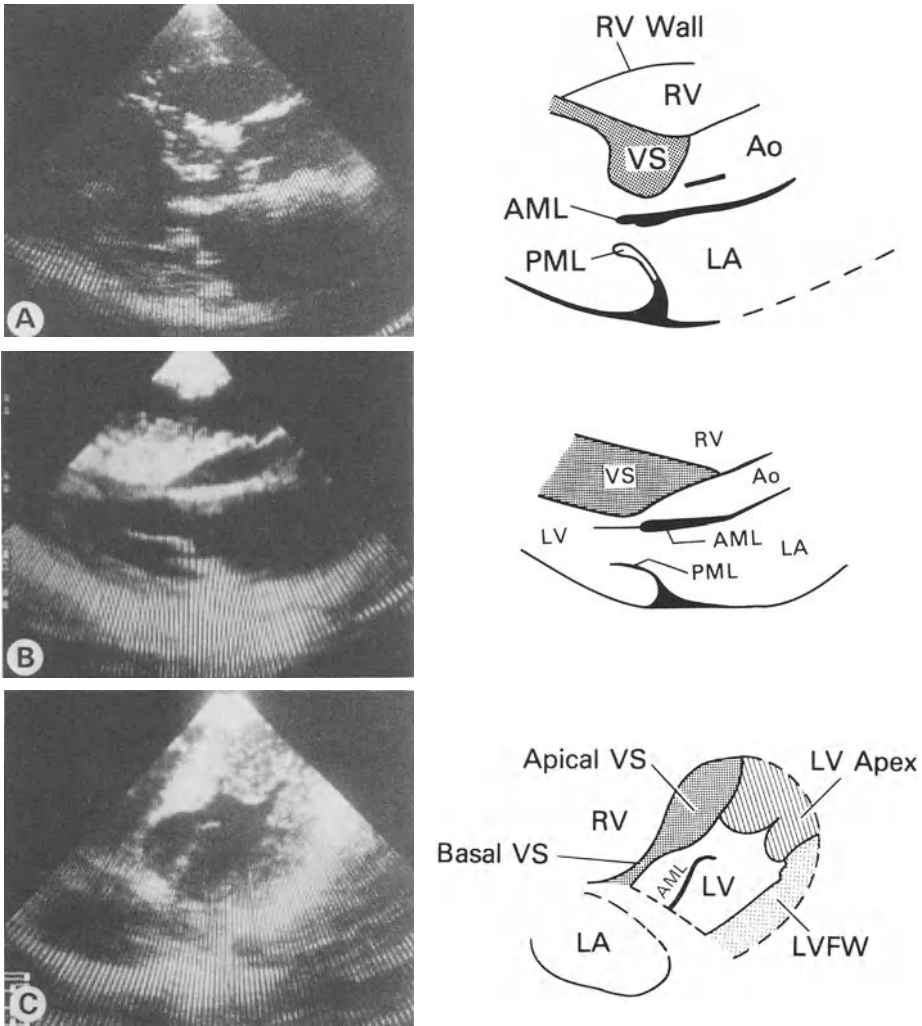 RV Wall
RV
VS
Ao
AML
PML
LA
A
RV
VS
Ao
LV
AML
LA
PML
B
Apical VS
LV Apex
RV
Basal VS
AML
LV
LA
LVFW
C